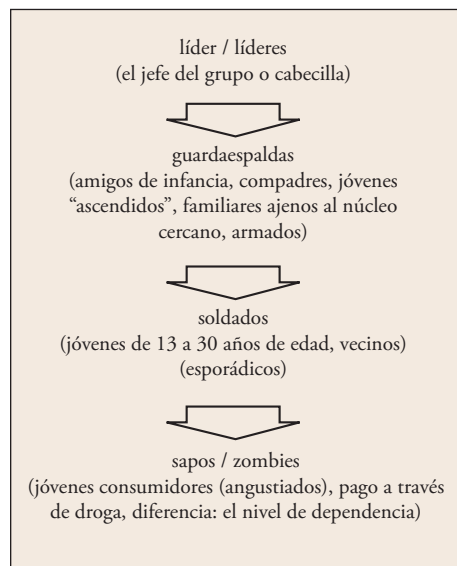 líder / líderes
(el jefe del grupo o cabecilla)
guardaespaldas
(amigos de infancia, compadres, jóvenes
“ascendidos”, familiares ajenos al núcleo
cercano, armados)
soldados
(jóvenes de 13 a 30 años de edad, vecinos)
(esporádicos)
sapos / zombies
(jóvenes consumidores (angustiados), pago a través
de droga, diferencia: el nivel de dependencia)